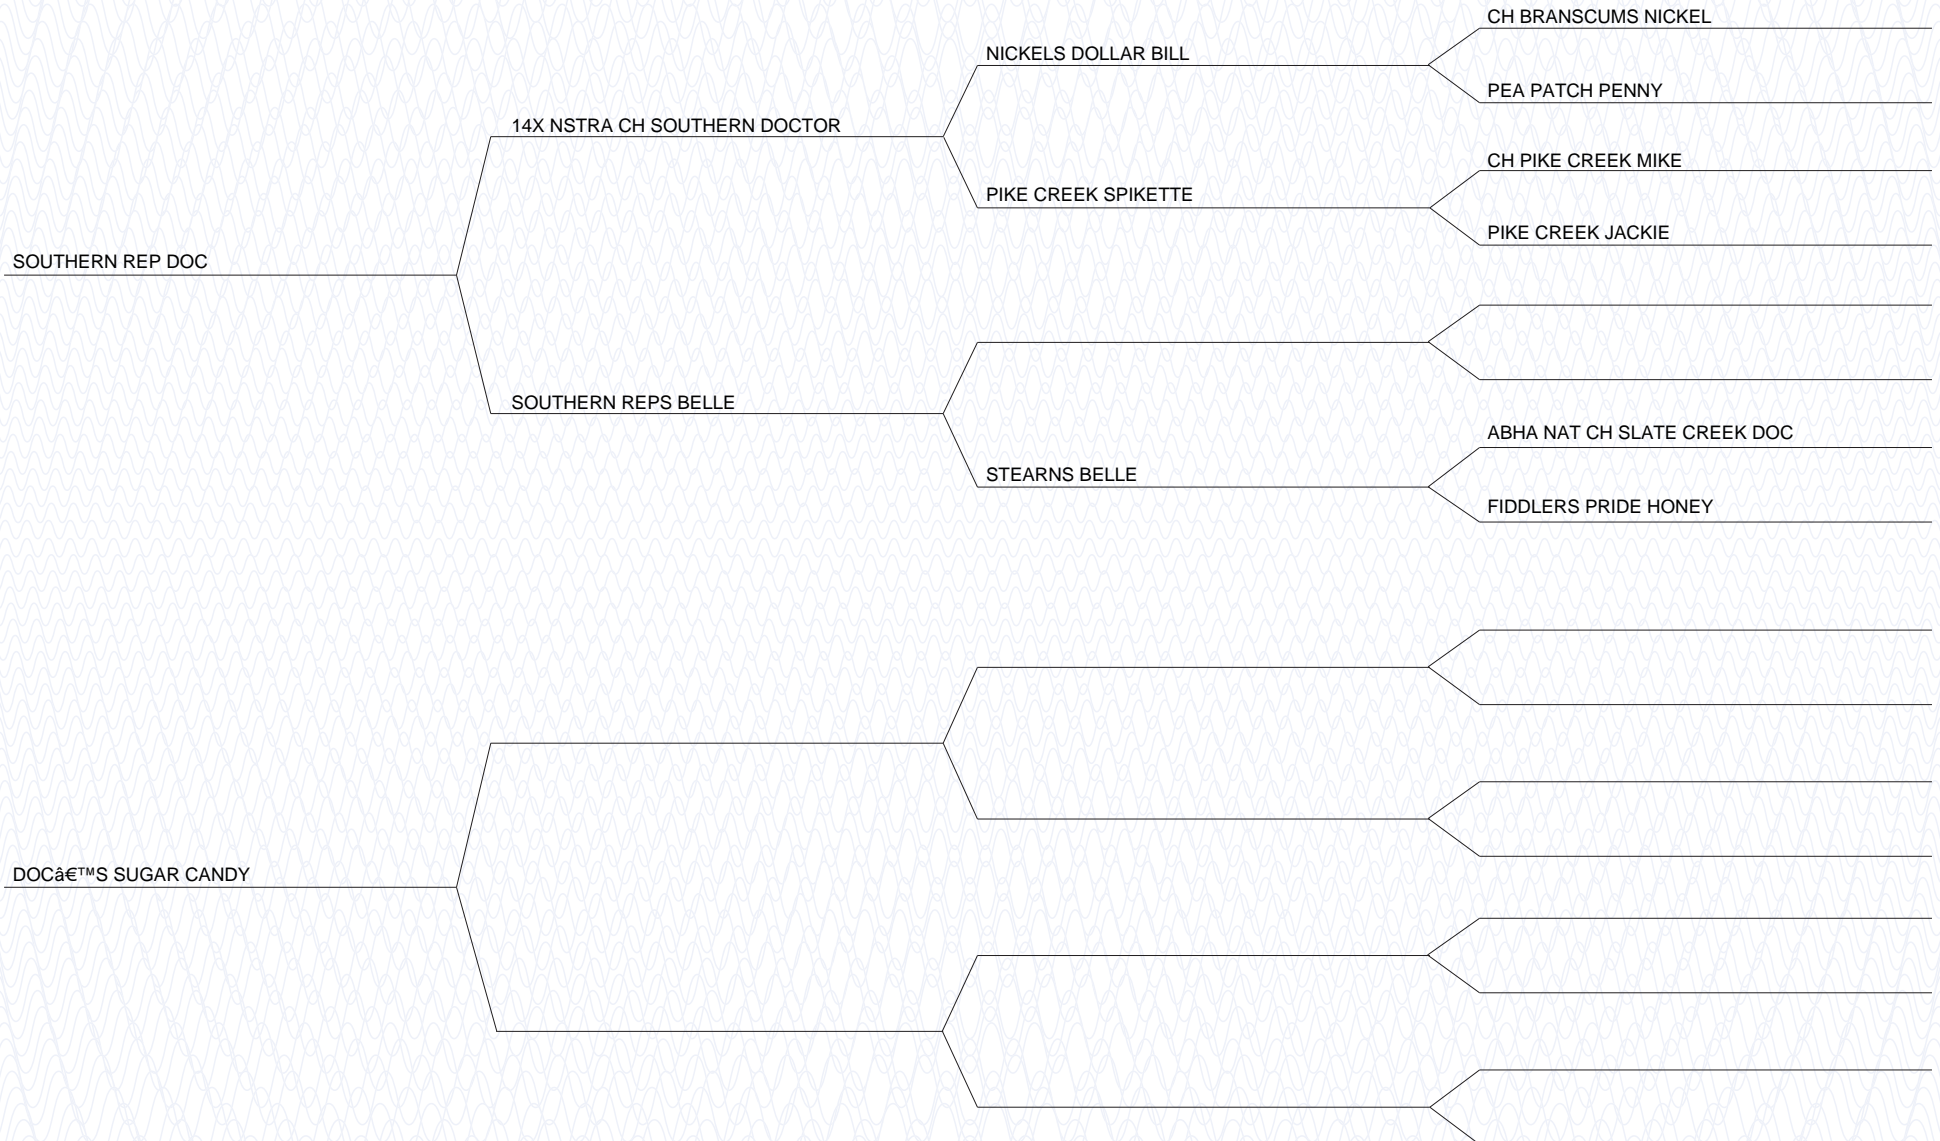 CH BRANSCUMS NICKEL
NICKELS DOLLAR BILL
PEA PATCH PENNY
14X NSTRA CH SOUTHERN DOCTOR
CH PIKE CREEK MIKE
PIKE CREEK SPIKETTE
PIKE CREEK JACKIE
SOUTHERN REP DOC
SOUTHERN REPS BELLE
ABHA NAT CH SLATE CREEK DOC
STEARNS BELLE
FIDDLERS PRIDE HONEY
DOCâ€™S SUGAR CANDY